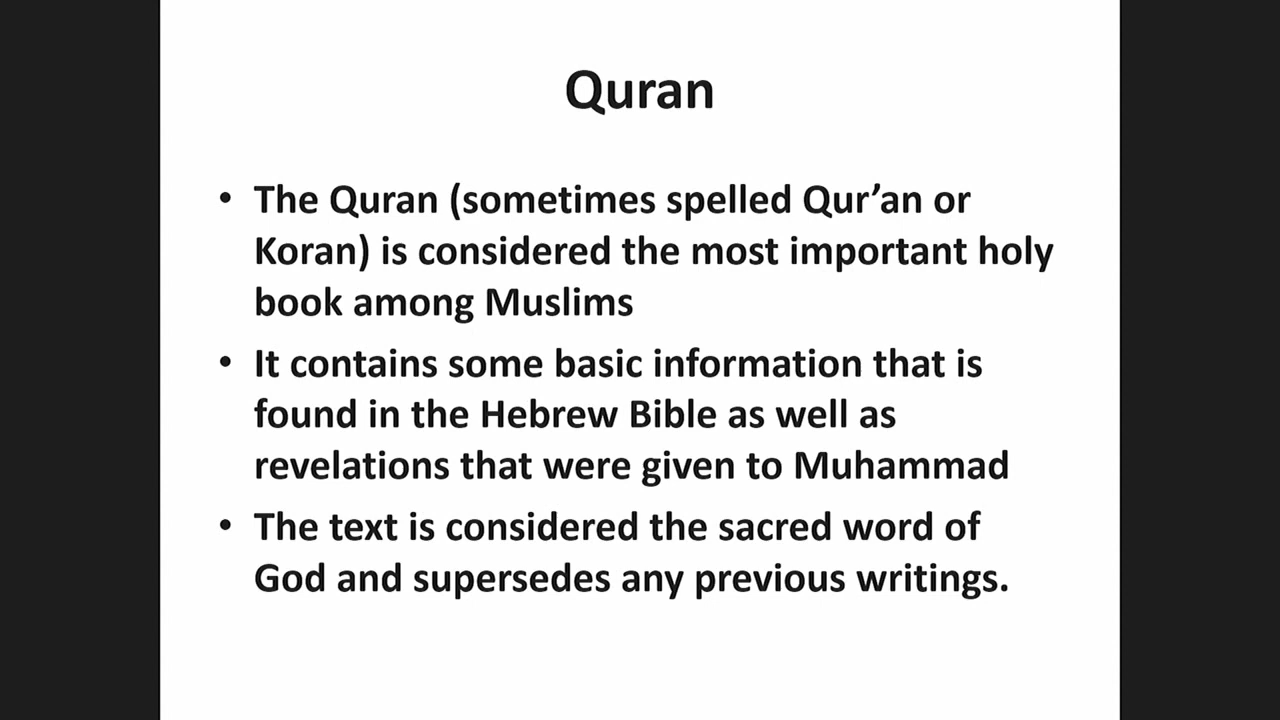 Quran
• The Quran (sometimes spelled Qur’an or
Koran) is considered the most important holy
book among Muslims
• It contains some basic information that is
found in the Hebrew Bible as well as
revelations that were given to Muhammad
• The text is considered the sacred word of
God and supersedes any previous writings.